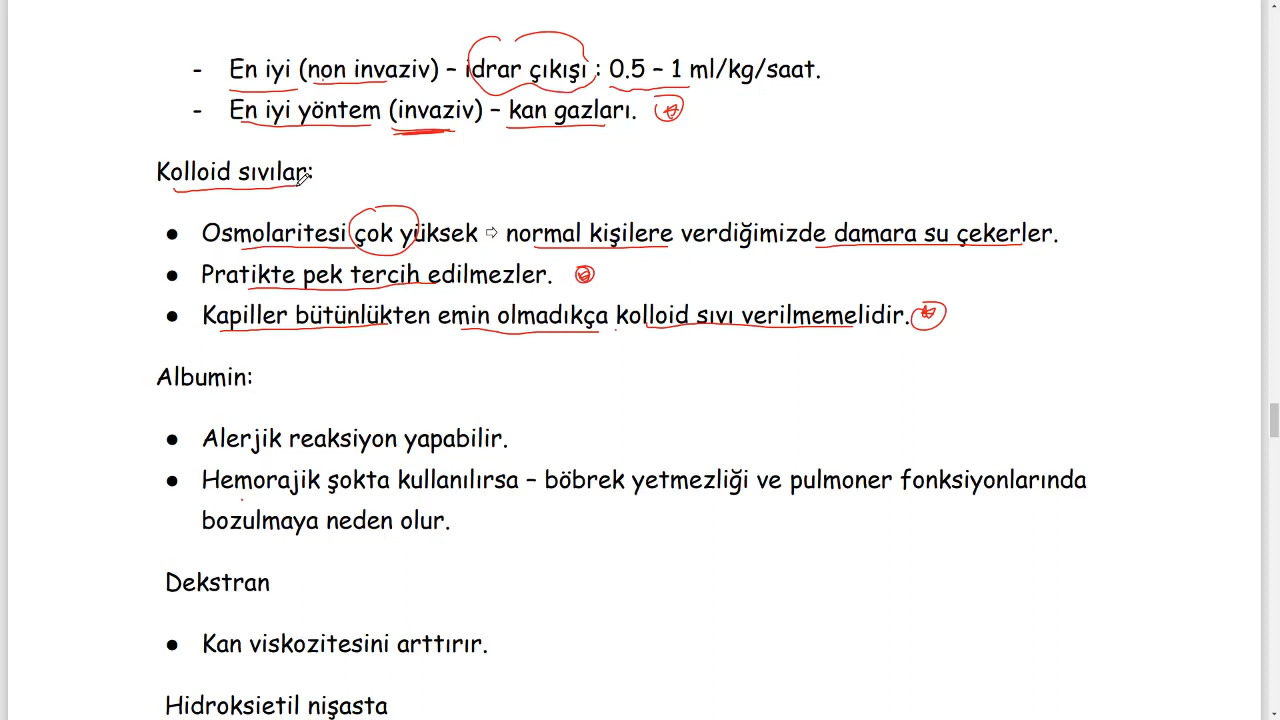 - En iyi (non invaziv) – idrar çıkışı : 0.5 – 1 ml/kg/saat.
- En iyi yöntem (invaziv) – kan gazları.
Kolloid sıvılar:
● Osmolaritesi çok yüksek ⇨ normal kişilere verdiğimizde damara su çekerler.
● Pratikte pek tercih edilmezler.
● Kapiller bütünlükten emin olmadıkça kolloid sıvı verilmemelidir.
Albumin:
● Alerjik reaksiyon yapabilir.
● Hemorajik şokta kullanılırsa – böbrek yetmezliği ve pulmoner fonksiyonlarında
bozulmaya neden olur.
Dekstran
● Kan viskozitesini arttırır.
Hidroksietil nişasta